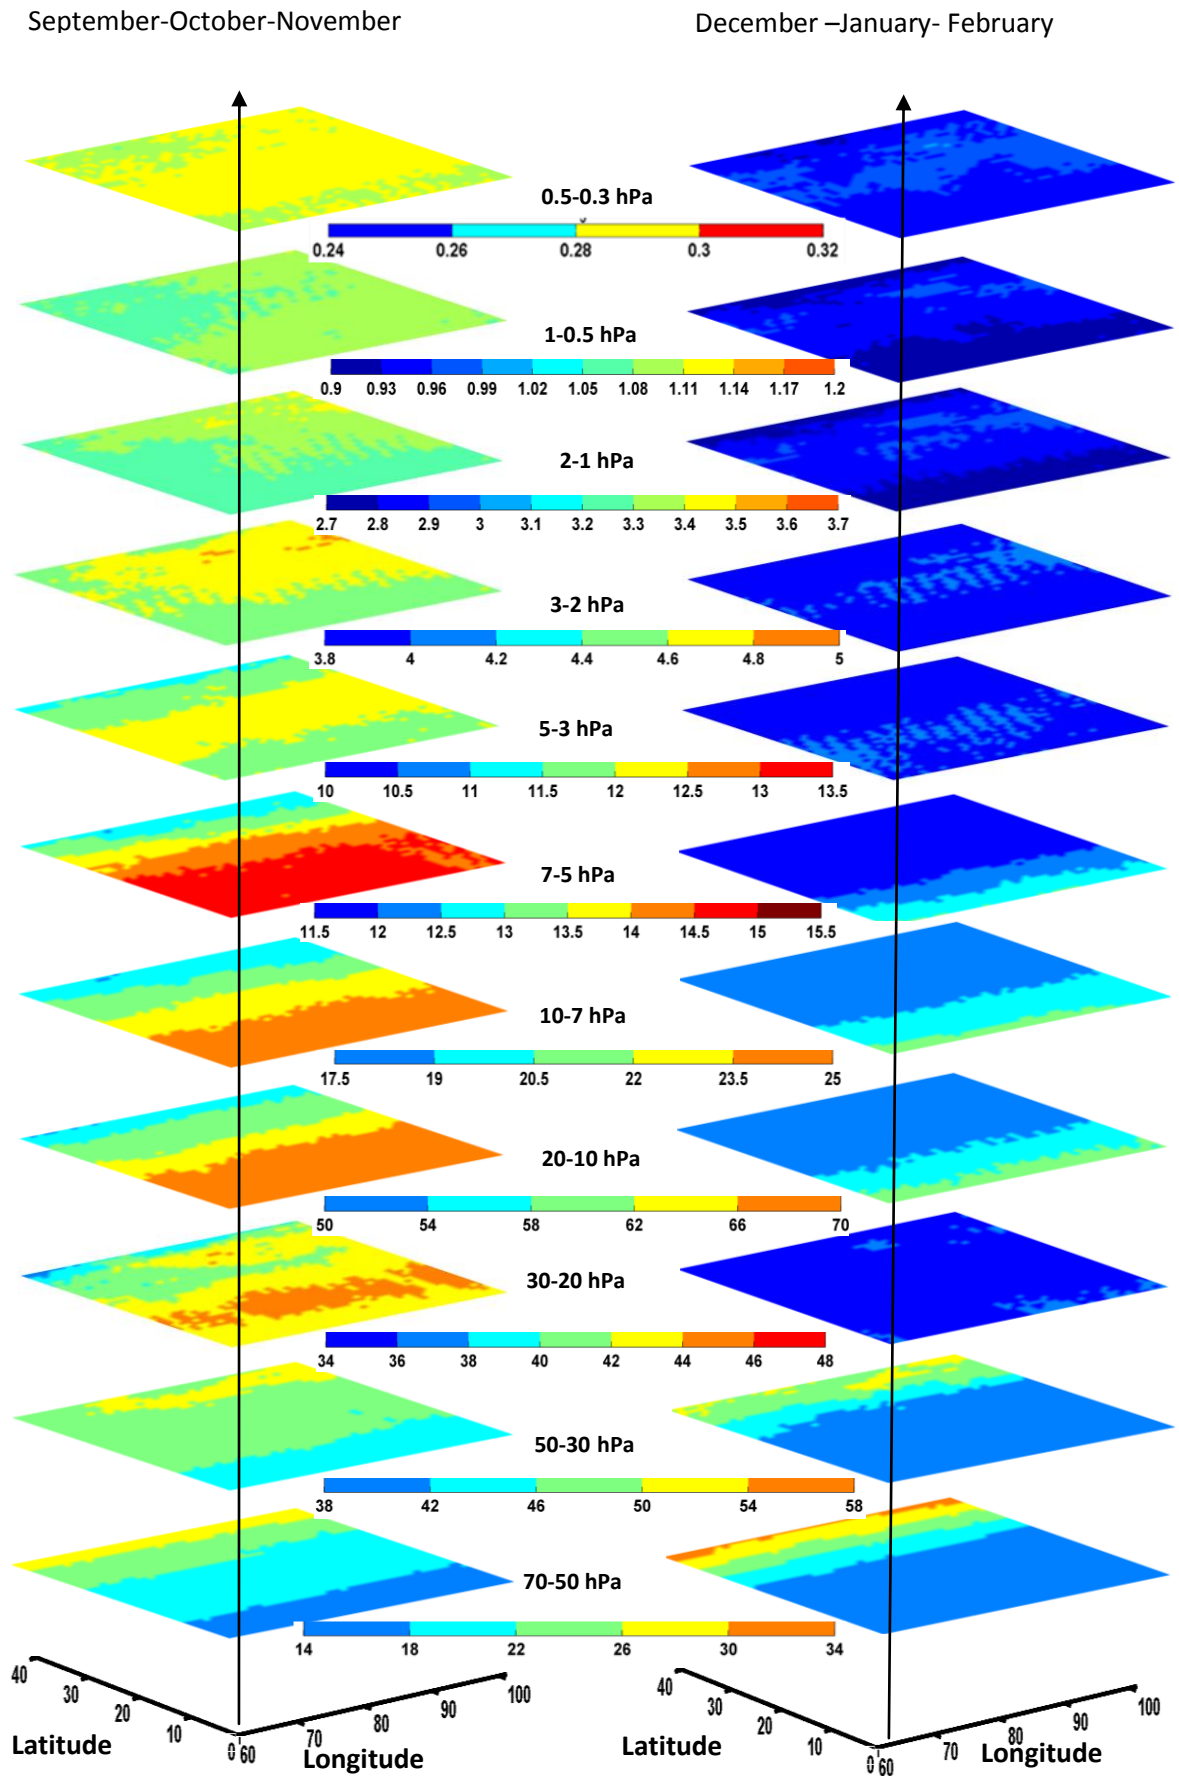 September-October-November
December –January- February
0.5-0.3 hPa
0.24 0.26 0.28 0.3 0.32
1-0.5 hPa
0.9 0.93 0.96 0.99 1.02 1.05 1.08 1.11 1.14 1.17 1.2
2-1 hPa
2.7 2.8 2.9 3 3.1 3.2 3.3 3.4 3.5 3.6 3.7
3-2 hPa
3.8 4 4.2 4.4 4.6 4.8 5
5-3 hPa
10 10.5 11 11.5 12 12.5 13 13.5
7-5 hPa
11.5 12 12.5 13 13.5 14 14.5 15 15.5
10-7 hPa
17.5 19 20.5 22 23.5 25
20-10 hPa
50 54 58 62 66 70
30-20 hPa
34 36 38 40 42 44 46 48
50-30 hPa
38 42 46 50 54 58
70-50 hPa
14 18 22 26 30 34
40 30 20 10 0
60 70 80 90 100
Latitude
Longitude
40 30 20 10 0
60 70 80 90 100
Latitude
Longitude